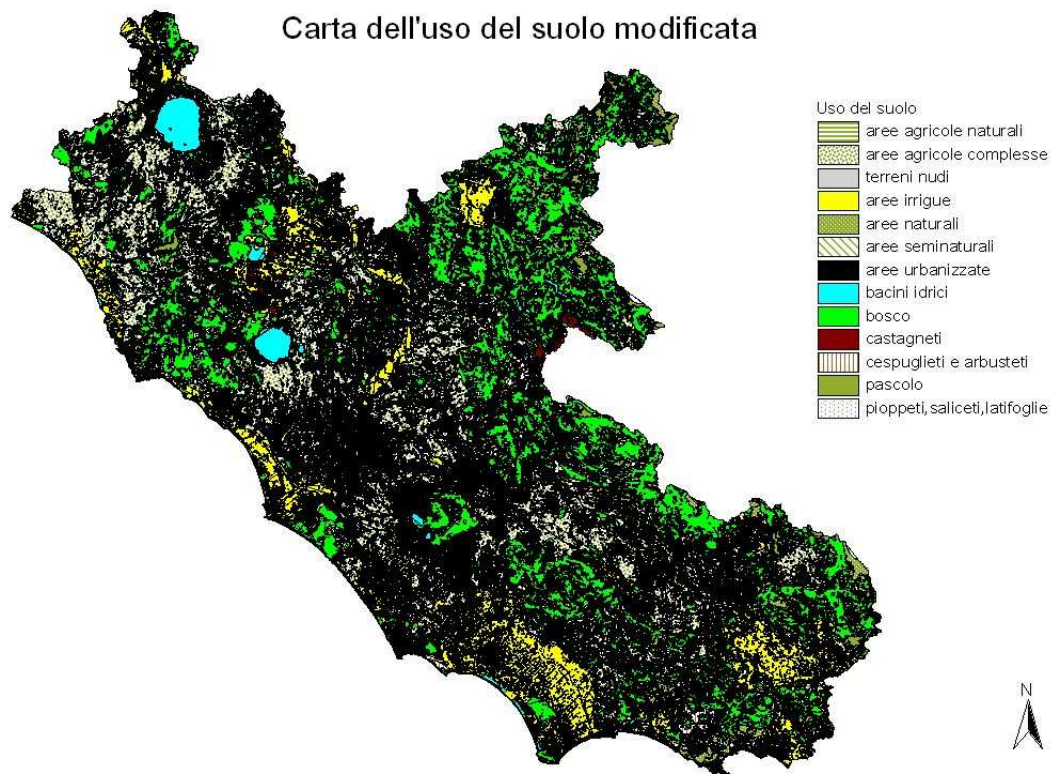 Carta dell'uso del suolo modificata
Uso del suolo
aree agricole naturali
aree agricole complesse
terreni nudi
aree irrigue
aree naturali
aree seminaturali
aree urbanizzate
bacini idrici
bosco
castagneti
cespuglieti e arbusteti
pascolo
pioppeti,saliceti,latifoglie
N